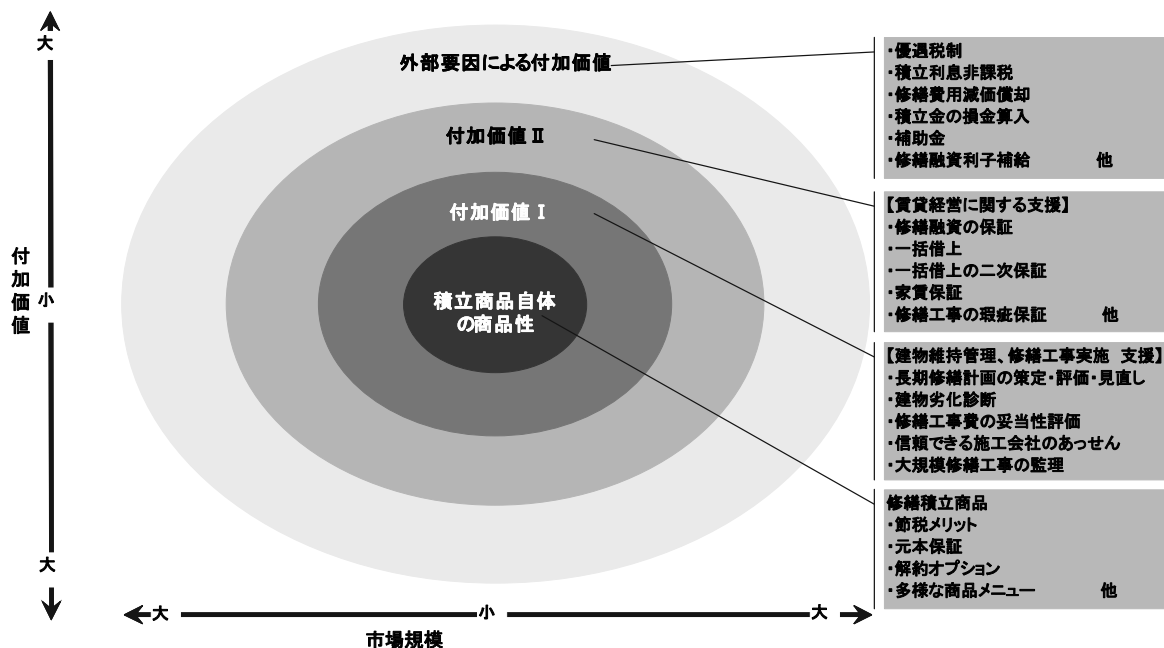 大
付加価値
小
大
外部要因による付加価値
付加価値Ⅱ
付加価値Ⅰ
積立商品自体
の商品性
大
小
大
市場規模
・優遇税制
・積立利息非課税
・修繕費用減価償却
・積立金の損金算入
・補助金
・修繕融資利子補給 他
【賃貸経営に関する支援】
・修繕融資の保証
・一括借上
・一括借上の二次保証
・家賃保証
・修繕工事の瑕疵保証 他
【建物維持管理、修繕工事実施 支援】
・長期修繕計画の策定・評価・見直し
・建物劣化診断
・修繕工事費の妥当性評価
・信頼できる施工会社のあっせん
・大規模修繕工事の監理
修繕積立商品
・節税メリット
・元本保証
・解約オプション
・多様な商品メニュー 他